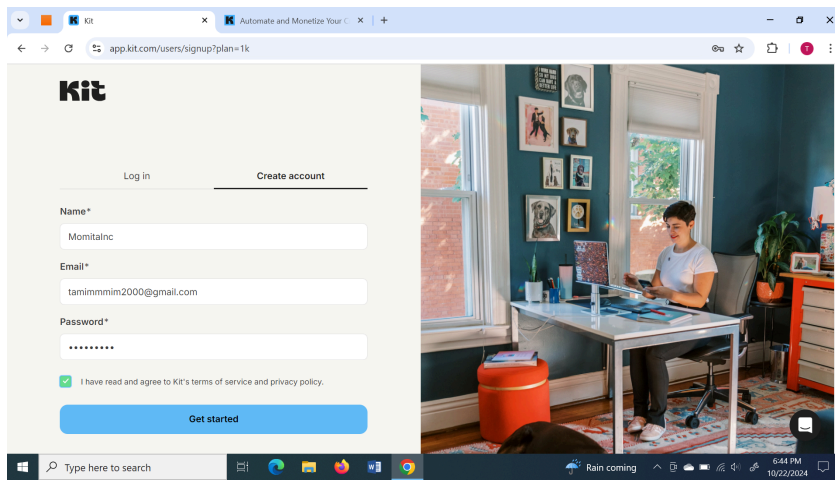 Kit
Automate and Monetize Your C
app.kit.com/users/signup?plan=1k
T
Kit
Log in
Create account
Name*
MomitaInc
Email*
tamimmmim2000@gmail.com
Password*
•••••••••
I have read and agree to Kit's terms of service and privacy policy.
Get started
Type here to search
Rain coming
6:44 PM
10/22/2024